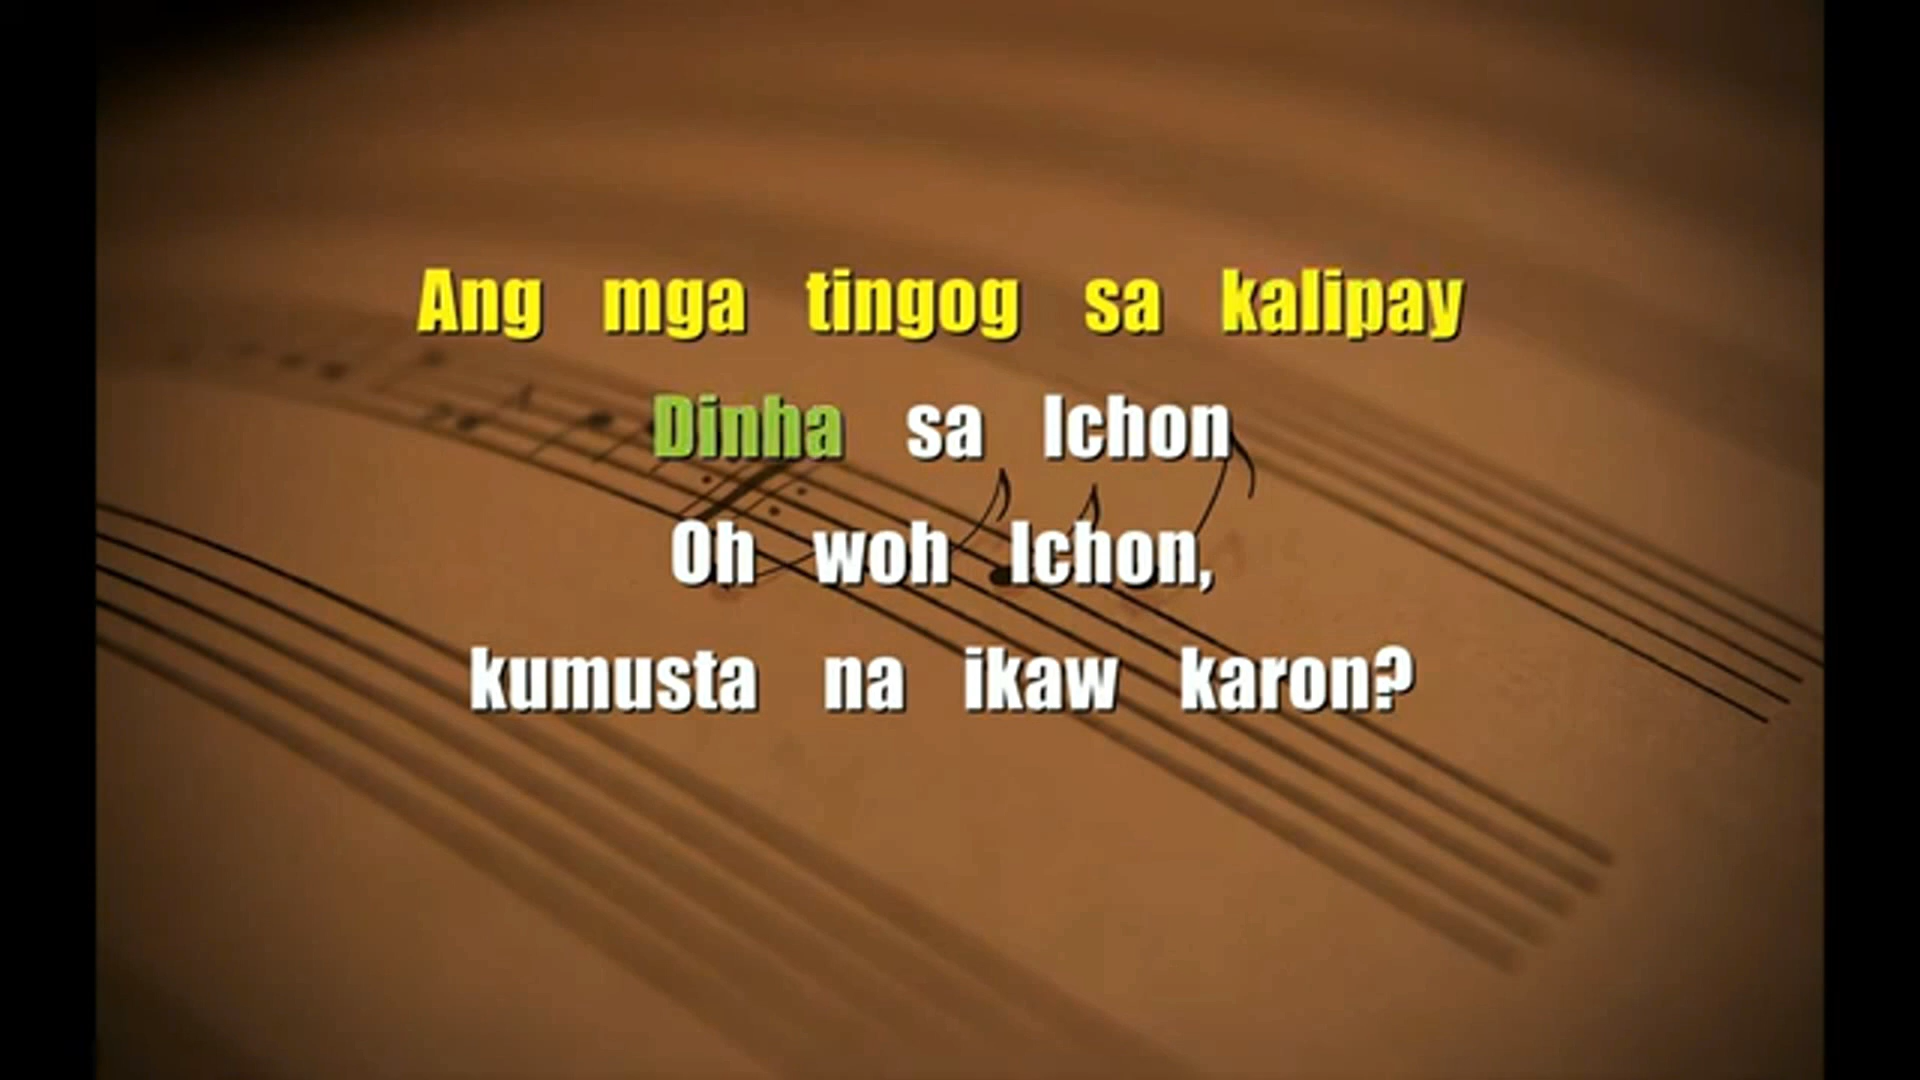 Ang mga tingog sa kalipay
Dinha sa Ichon
Oh woh Ichon,
kumusta na ikaw karon?